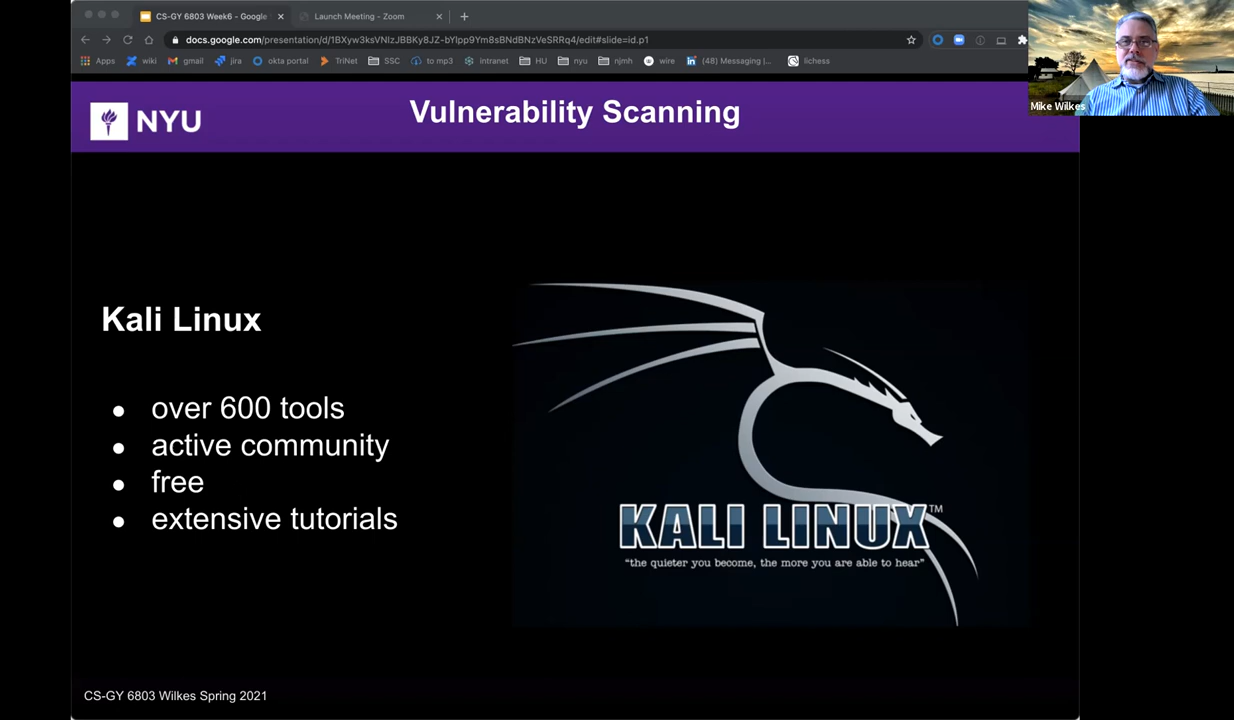 CS-GY 6803 Week6 - Google
Launch Meeting - Zoom
docs.google.com/presentation/d/1BXyw3ksVNlzJBBKy8JZ-bYlpp9Ym8sBNdBNzVeSRRq4/edit#slide=id.p1
Apps wiki gmail jira okta portal TriNet SSC to mp3 intranet HU nyu njmh wire (48) Messaging |... lichess
Mike Wilkes
NYU
Vulnerability Scanning
Kali Linux
● over 600 tools
● active community
● free
● extensive tutorials
KALI LINUX™
“the quieter you become, the more you are able to hear”
CS-GY 6803 Wilkes Spring 2021